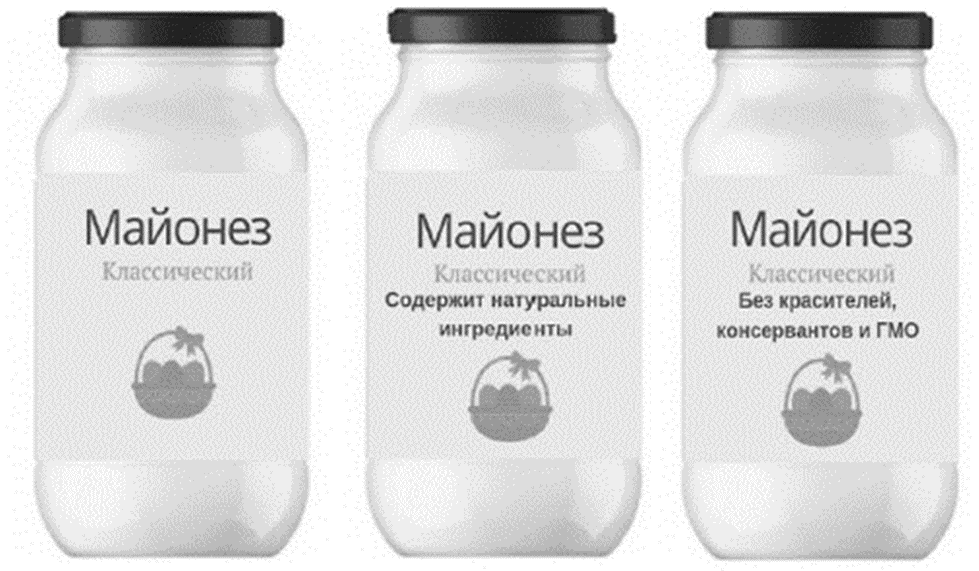 Майонез
Классический
Майонез
Классический
Содержит натуральные
ингредиенты
Майонез
Классический
Без красителей,
консервантов и ГМО